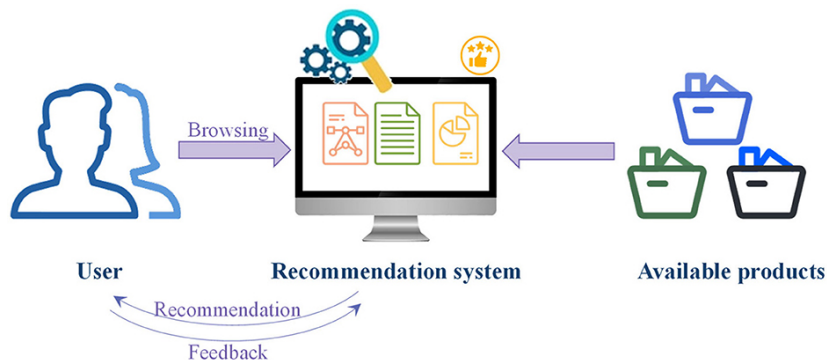 Browsing
User
Recommendation system
Available products
Recommendation
Feedback